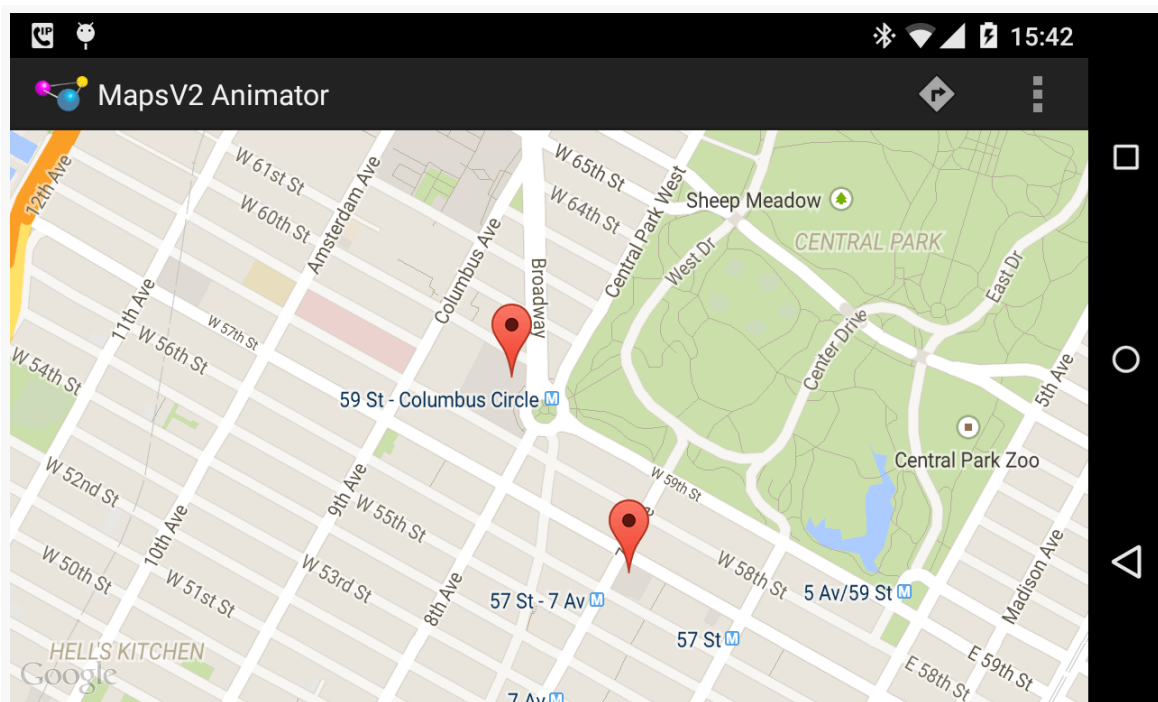 15:42
MapsV2 Animator
12th Ave
W 61st St
W 60th St
Amsterdam Ave
Columbus Ave
Broadway
W 65th St
W 64th St
Central Park West
Sheep Meadow
CENTRAL PARK
West Dr
East Dr
11th Ave
W 57th St
W 56th St
W 54th St
Center Drive
5th Ave
59 St - Columbus Circle M
Central Park Zoo
W 52nd St
10th Ave
9th Ave
W 55th St
W 59th St
W 50th St
W 51st St
W 53rd St
8th Ave
57 St - 7 Av M
W 58th St
5 Av/59 St M
Madison Ave
57 St M
HELL'S KITCHEN
Google
E 58th St
E 59th St
7 Av M